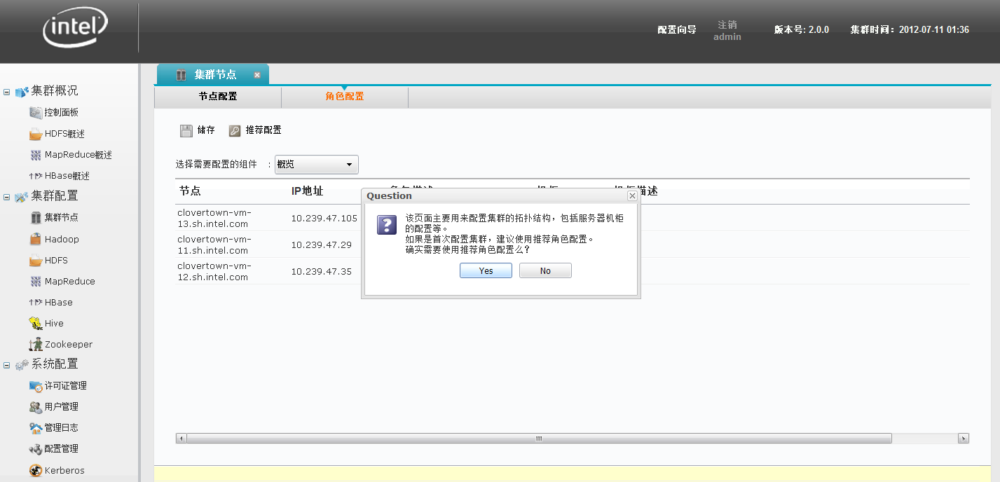 intel
配置向导
注销
admin
版本号: 2.0.0
集群时间：2012-07-11 01:36
集群概况
控制面板
HDFS概述
MapReduce概述
HBase概述
集群配置
集群节点
Hadoop
HDFS
MapReduce
HBase
Hive
Zookeeper
系统配置
许可证管理
用户管理
管理日志
配置管理
Kerberos
集群节点
节点配置
角色配置
储存
推荐配置
选择需要配置的组件 :
概览
节点
IP地址
clovertown-vm-
13.sh.intel.com
10.239.47.105
clovertown-vm-
11.sh.intel.com
10.239.47.29
clovertown-vm-
12.sh.intel.com
10.239.47.35
Question
该页面主要用来配置集群的拓扑结构，包括服务器机柜
的配置等。
如果是首次配置集群，建议使用推荐角色配置。
确实需要使用推荐角色配置么？
Yes
No